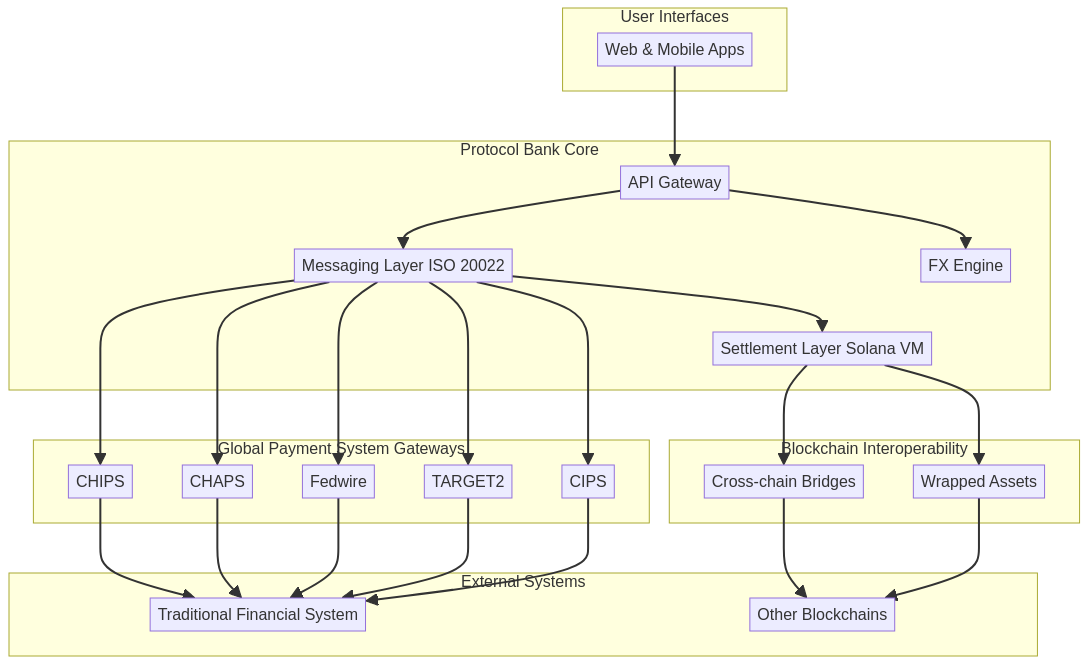 User Interfaces
Web & Mobile Apps
Protocol Bank Core
API Gateway
Messaging Layer ISO 20022
FX Engine
Settlement Layer Solana VM
Global Payment System Gateways
Blockchain Interoperability
CHIPS
CHAPS
Fedwire
TARGET2
CIPS
Cross-chain Bridges
Wrapped Assets
External Systems
Traditional Financial System
Other Blockchains